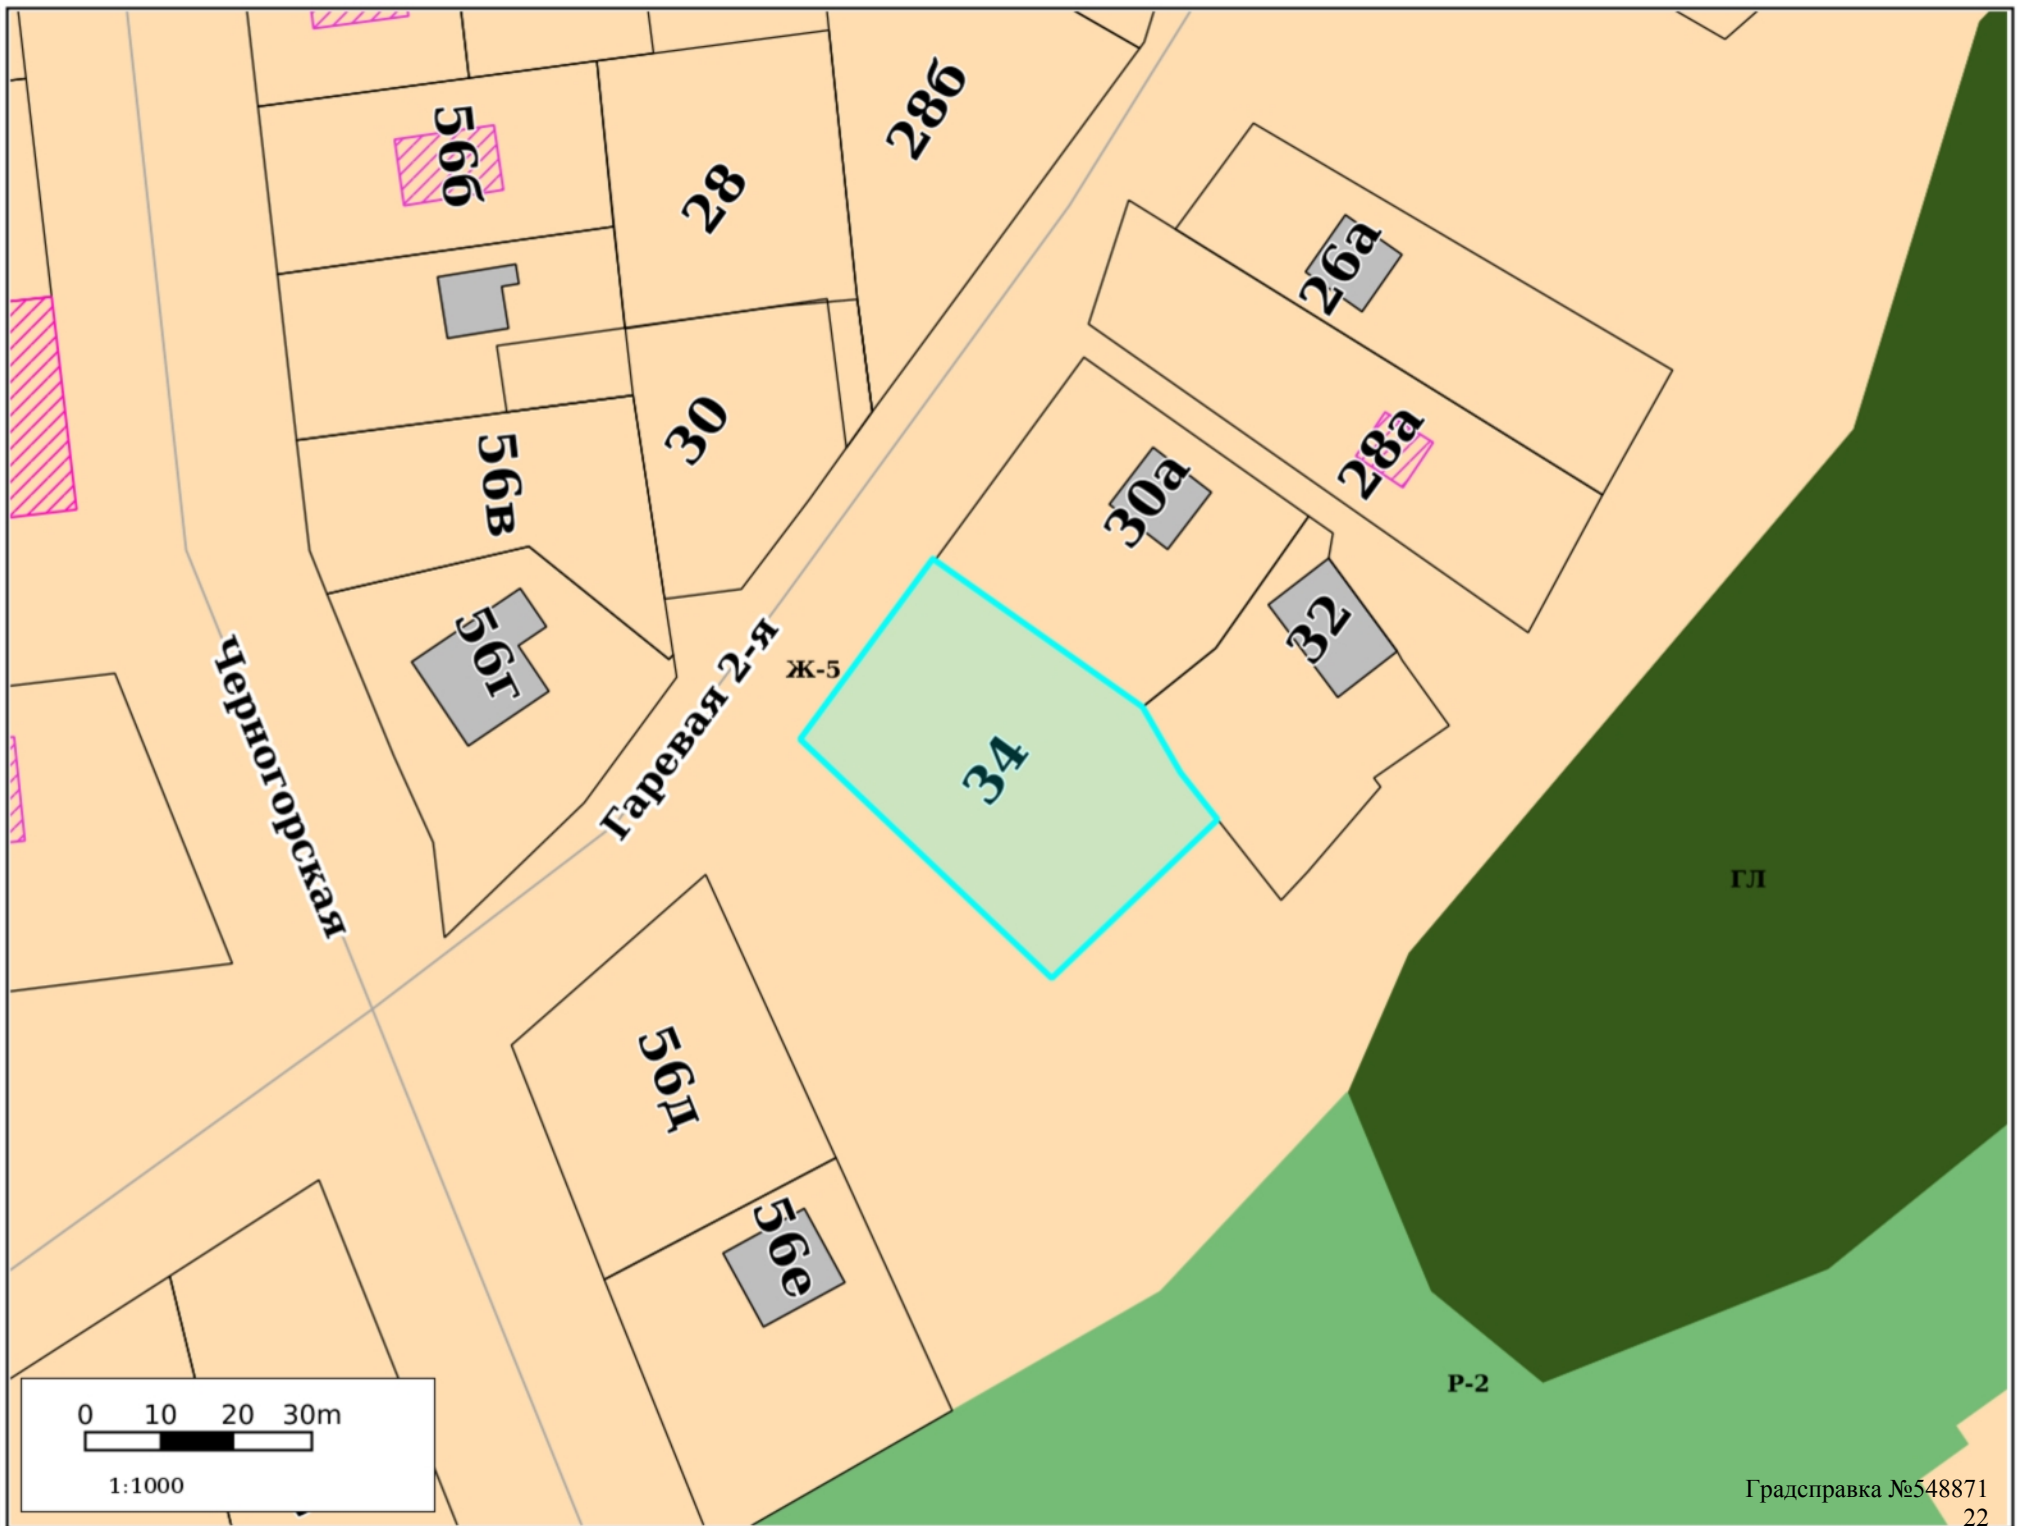 28б
56б
28
26а
30
28а
56в
30а
32
56г
Ж-5
Черногорская
Гаревая 2-я
34
ГЛ
56д
56е
Р-2
0 10 20 30m
1:1000
Градсправка №548871
22